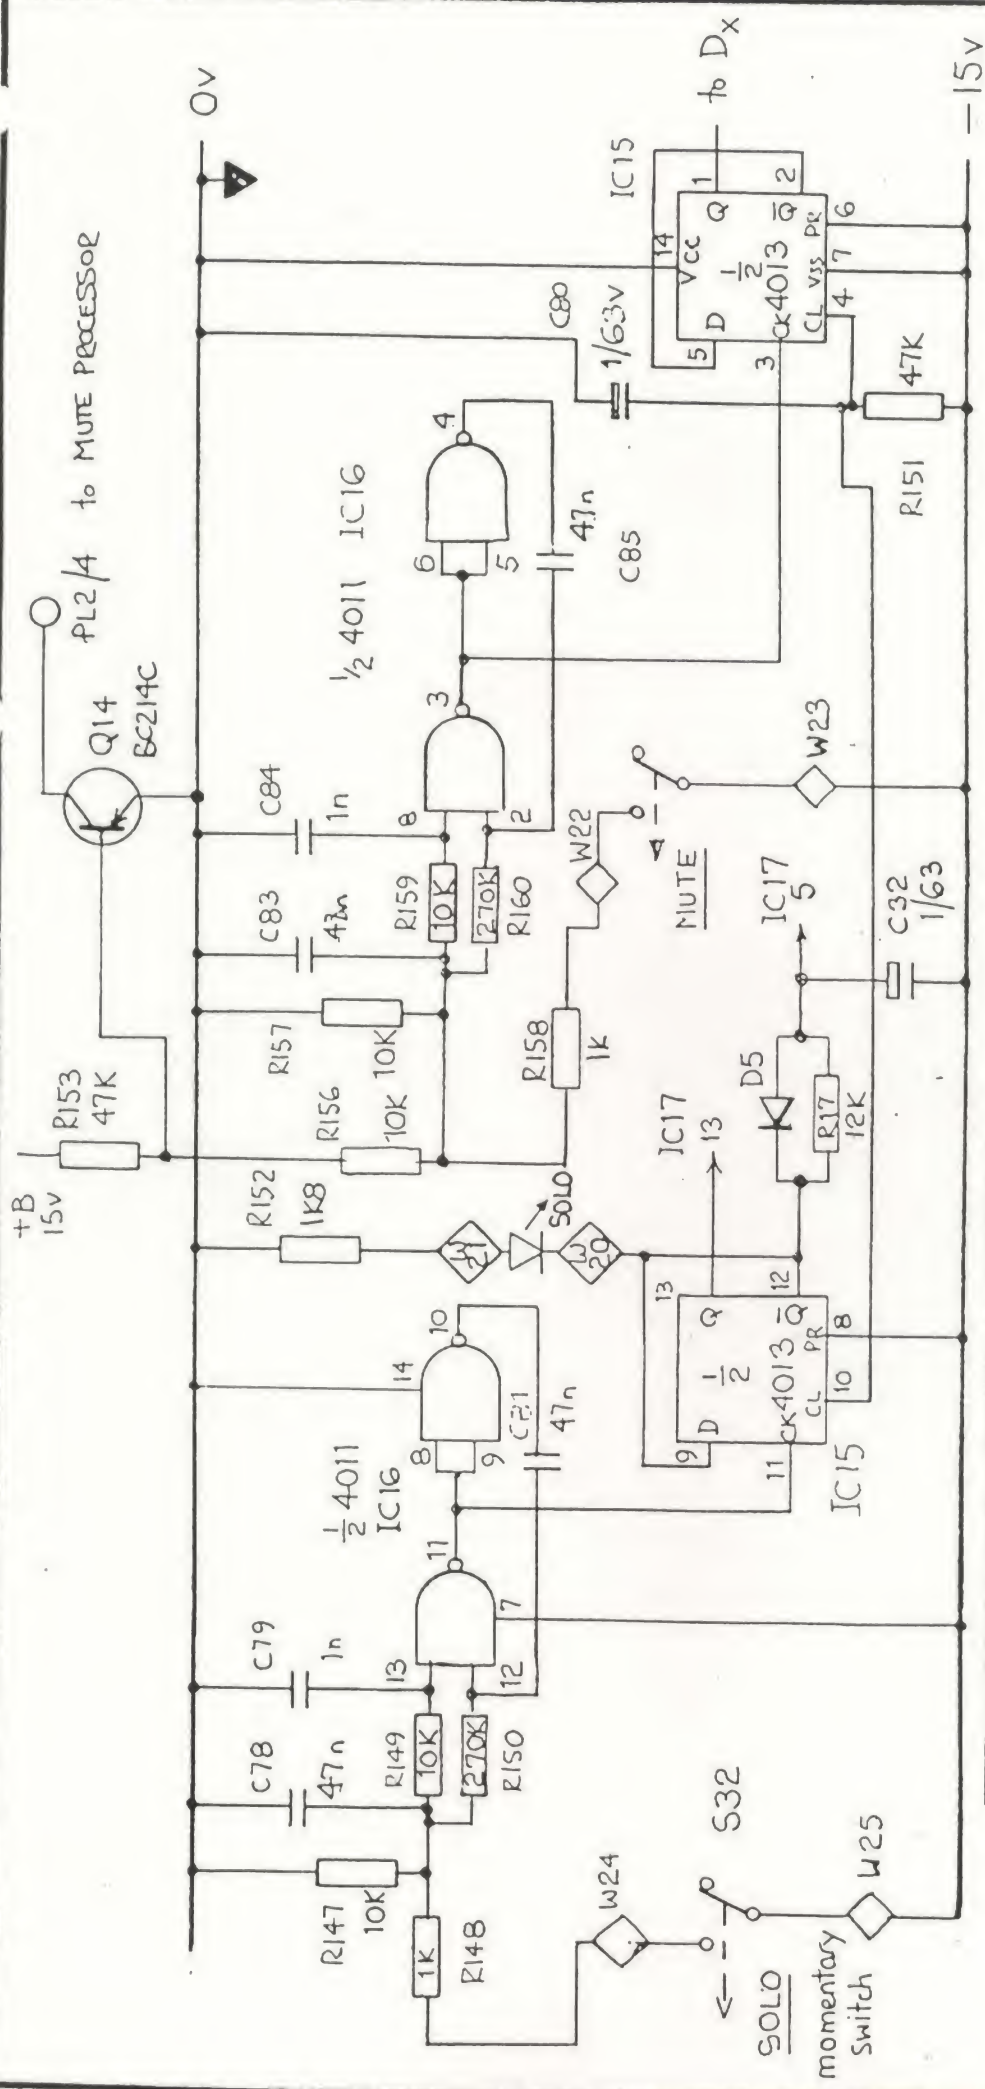 +B
15v
R153
47K
Q14
BC214C
PL2/4 to MUTE PROCESSOR
0v
R147
10K
C78
47n
C79
1n
1K
R148
R149
10K
270K
R150
13
12
11
7
½ 4011
IC16
8
9
14
10
47n
R152
1K8
W
21
SOLO
W
20
R156
10K
R157
10K
C83
C84
1n
R159
10K
270K
R160
8
2
3
½ 4011 IC16
6
5
4
47n
C85
C80
1/63V
IC15
14
VCC
5
D
Q
1
to Dx
½
4013
Q̄
2
3
CK
CL
VSS
PR
4
7
6
47K
R151
R158
1K
W22
MUTE
W23
IC17
13
D5
R17
12K
IC17
5
C32
1/63
13
9
D
Q
½
4013
Q̄
12
CK
CL
PR
11
10
8
IC15
W24
S32
SOLO
momentary
switch
W25
-15v